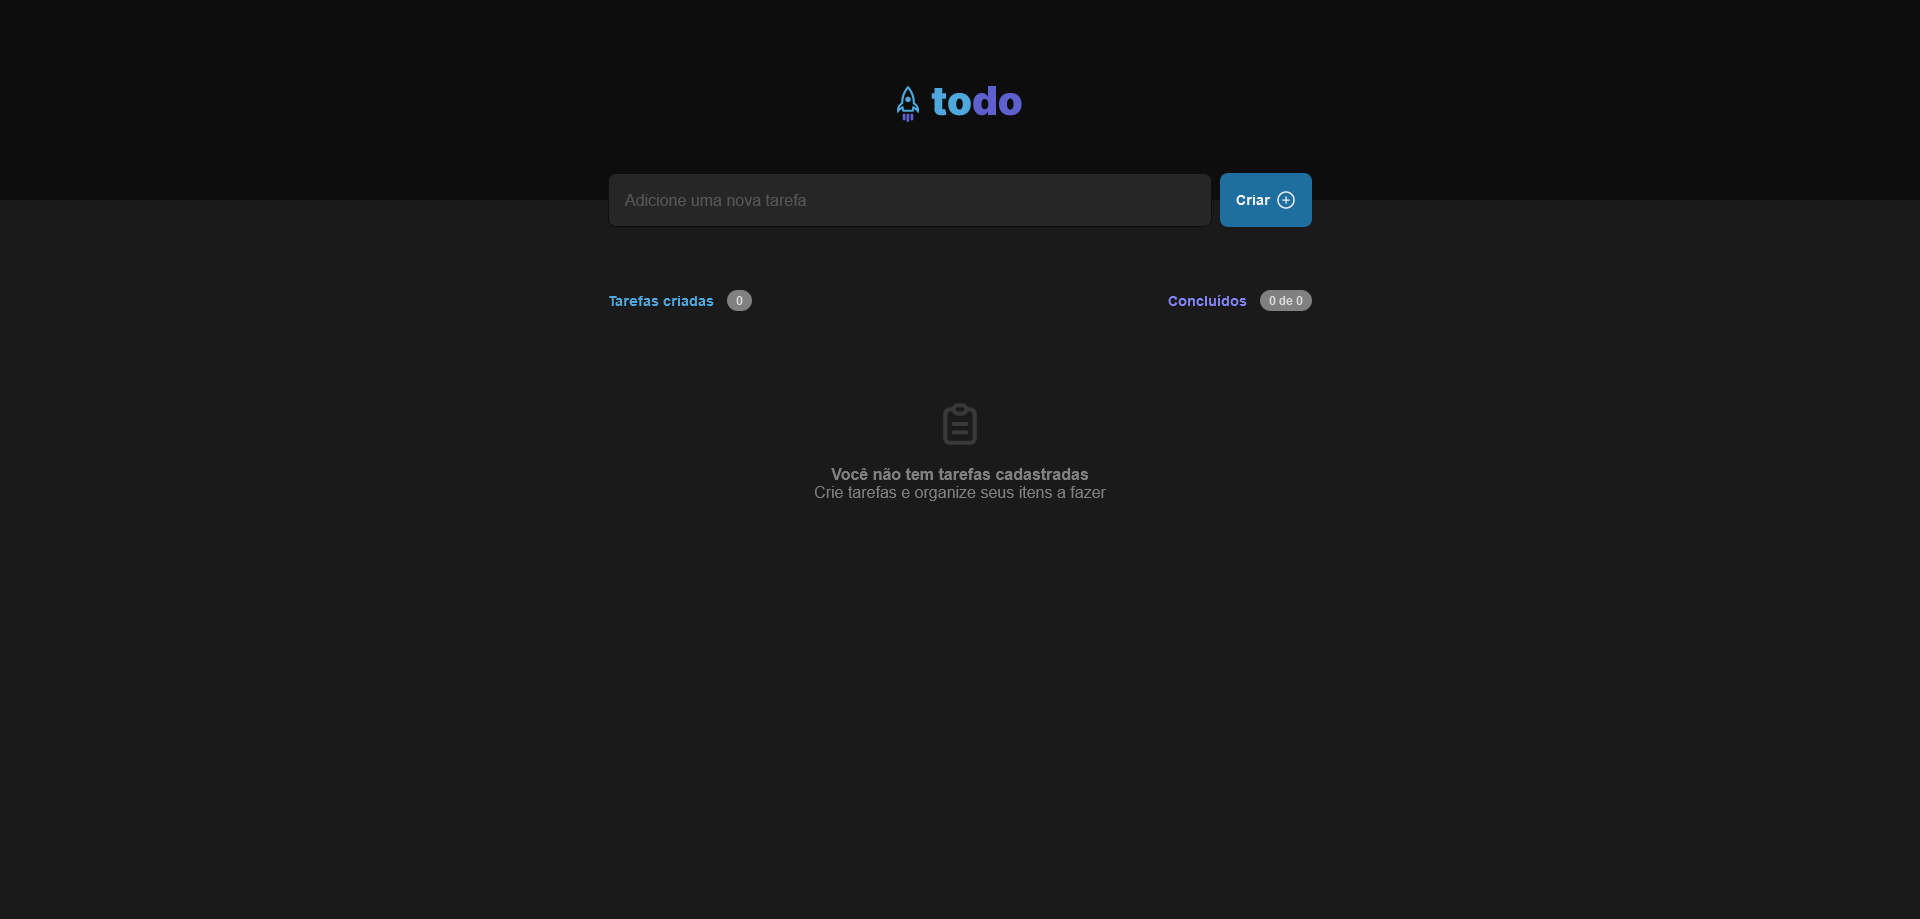 todo
Adicione uma nova tarefa
Criar
Tarefas criadas 0
Concluídos 0 de 0
Você não tem tarefas cadastradas
Crie tarefas e organize seus itens a fazer